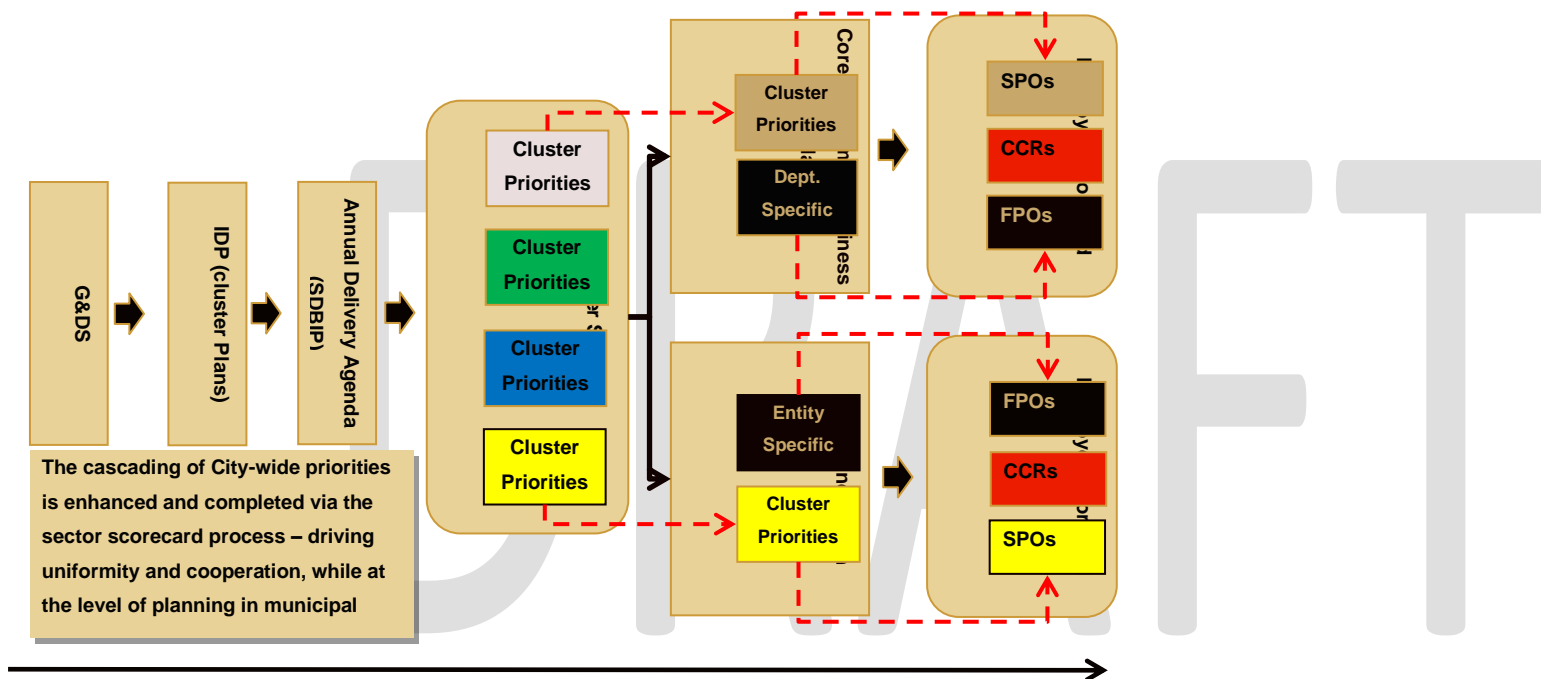 G&DS
IDP (cluster Plans)
Annual Delivery Agenda
(SDBIP)
Cluster
Priorities
Cluster
Priorities
Cluster
Priorities
Cluster
Priorities
Core
Cluster
Priorities
Dept.
Specific
Entity
Specific
Cluster
Priorities
SPOs
CCRs
FPOs
FPOs
CCRs
SPOs
The cascading of City-wide priorities
is enhanced and completed via the
sector scorecard process – driving
uniformity and cooperation, while at
the level of planning in municipal
DRAFT